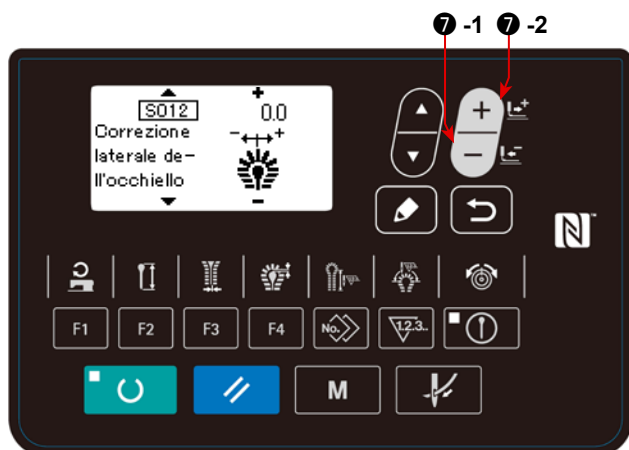 ❼ -1 ❼ -2
S012 0.0
Correzione
laterale de-
ll'occhiello
F1 F2 F3 F4 No. 1.2.3..
M